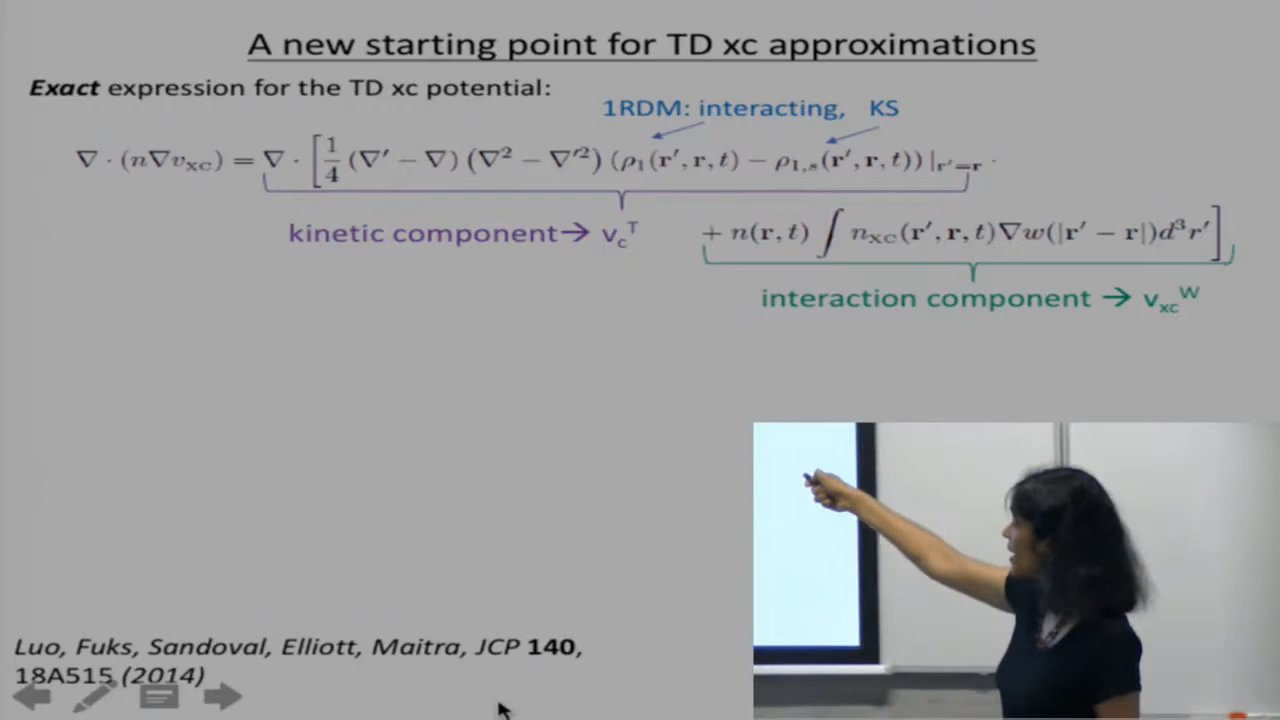 A new starting point for TD xc approximations
Exact expression for the TD xc potential:
1RDM: interacting, KS
∇ · (n∇v_xc) = ∇ · [ 1/4 (∇′ − ∇) (∇² − ∇′²) (ρ₁(r′, r, t) − ρ₁,ₛ(r′, r, t)) |_r′=r ·
kinetic component→ v_c^T
+ n(r, t) ∫ n_xc(r′, r, t)∇w(|r′ − r|)d³r′ ]
interaction component → v_xc^W
Luo, Fuks, Sandoval, Elliott, Maitra, JCP 140,
18A515 (2014)